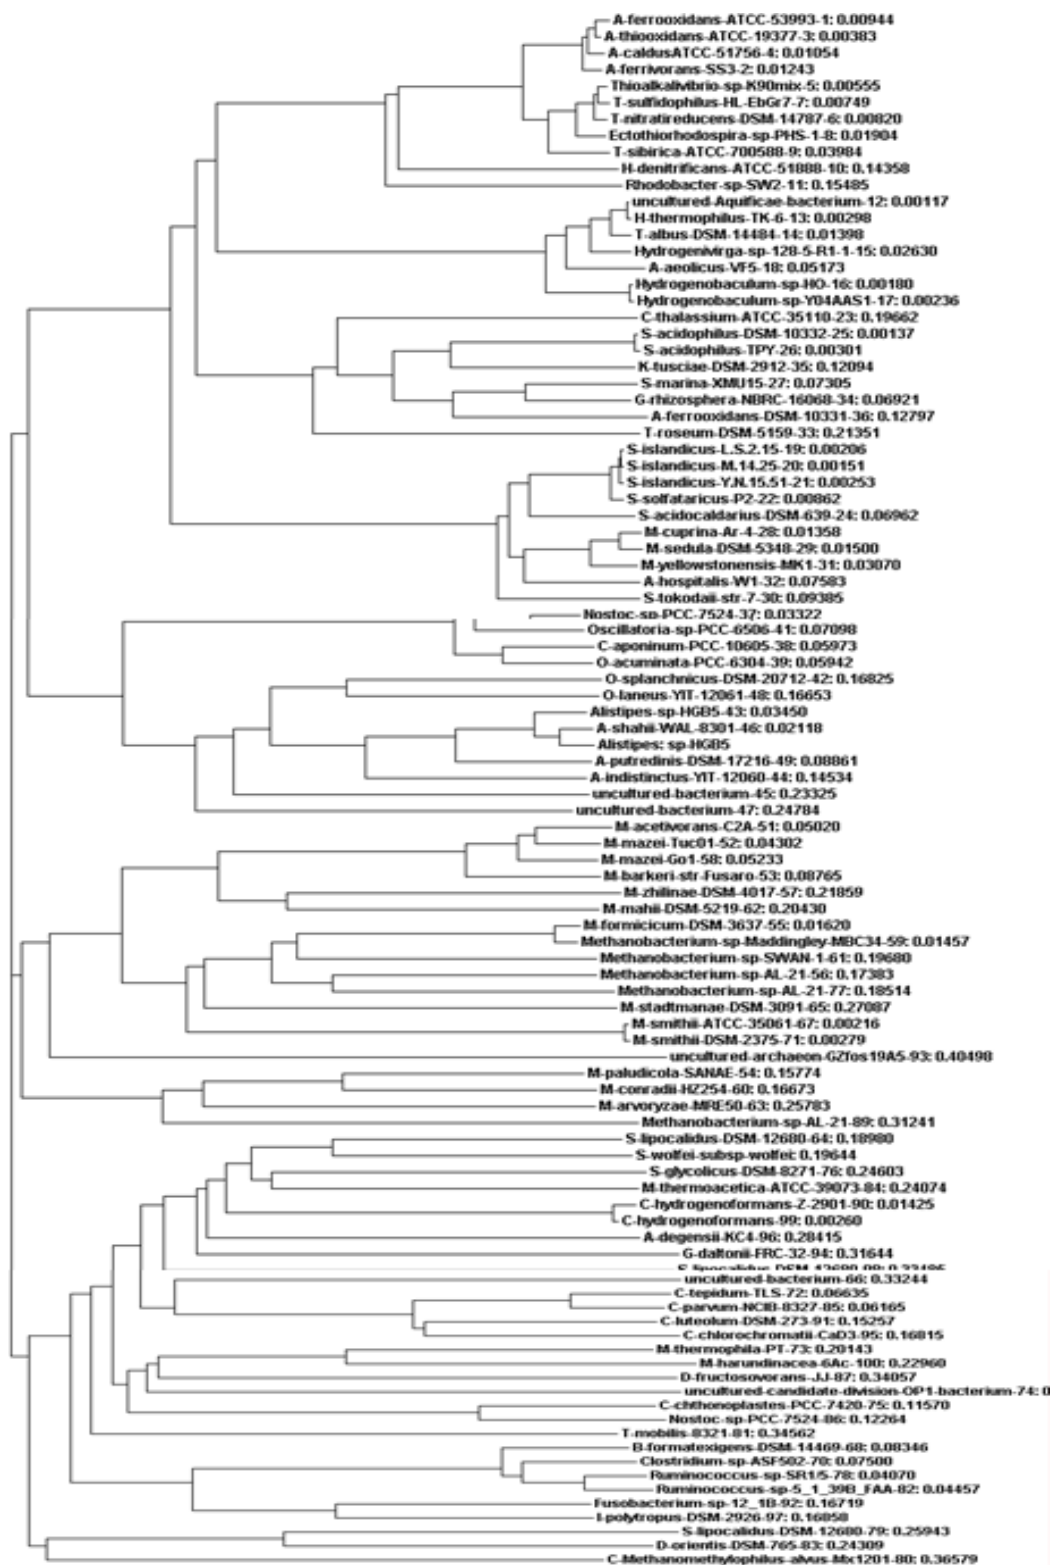 A-ferrooxidans-ATCC-53993-1: 0.00944
A-thiooxidans-ATCC-19377-3: 0.00383
A-caldusATCC-51756-4: 0.01054
A-ferrivorans-SS3-2: 0.01243
Thioalkalivibrio-sp-K90mix-5: 0.00555
T-sulfidophilus-HL-EbGr7-7: 0.00749
T-nitratireducens-DSM-14787-6: 0.00820
Ectothiorhodospira-sp-PHS-1-8: 0.01904
T-sibirica-ATCC-700588-9: 0.03984
H-denitrificans-ATCC-51888-10: 0.14358
Rhodobacter-sp-SW2-11: 0.15485
uncultured-Aquificae-bacterium-12: 0.00117
H-thermophilus-TK-6-13: 0.00298
T-albus-DSM-14484-14: 0.01398
Hydrogenivirga-sp-128-5-R1-1-15: 0.02630
A-aeolicus-VF5-18: 0.05173
Hydrogenobaculum-sp-HO-16: 0.00180
Hydrogenobaculum-sp-Y04AAS1-17: 0.00236
C-thalassium-ATCC-35110-23: 0.19662
S-acidophilus-DSM-10332-25: 0.00137
S-acidophilus-TPY-26: 0.00301
K-tusciae-DSM-2912-35: 0.12094
S-marina-XMU15-27: 0.07305
G-rhizosphera-NBRC-16068-34: 0.06921
A-ferrooxidans-DSM-10331-36: 0.12797
T-roseum-DSM-5159-33: 0.21351
S-islandicus-L.S.2.15-19: 0.00206
S-islandicus-M.14.25-20: 0.00151
S-islandicus-Y.N.15.51-21: 0.00253
S-solfataricus-P2-22: 0.00862
S-acidocaldarius-DSM-639-24: 0.06962
M-cuprina-Ar-4-28: 0.01358
M-sedula-DSM-5348-29: 0.01500
M-yellowstonensis-MK1-31: 0.03070
A-hospitalis-W1-32: 0.07583
S-tokodaii-str-7-30: 0.09385
Nostoc-sp-PCC-7524-37: 0.03322
Oscillatoria-sp-PCC-6506-41: 0.07098
C-aponinum-PCC-10605-38: 0.05973
O-acuminata-PCC-6304-39: 0.05942
O-splanchnicus-DSM-20712-42: 0.16825
O-laneus-YIT-12061-48: 0.16653
Alistipes-sp-HGB5-43: 0.03450
A-shahii-WAL-8301-46: 0.02118
Alistipes: sp-HGB5
A-putredinis-DSM-17216-49: 0.08861
A-indistinctus-YIT-12060-44: 0.14534
uncultured-bacterium-45: 0.23325
uncultured-bacterium-47: 0.24784
M-acetivorans-C2A-51: 0.05020
M-mazei-Tuc01-52: 0.04302
M-mazei-Go1-58: 0.05233
M-barkeri-str-Fusaro-53: 0.08765
M-zhilinae-DSM-4017-57: 0.21859
M-mahii-DSM-5219-62: 0.20430
M-formicicum-DSM-3637-55: 0.01620
Methanobacterium-sp-Maddingley-MBC34-59: 0.01457
Methanobacterium-sp-SWAN-1-61: 0.19680
Methanobacterium-sp-AL-21-56: 0.17383
Methanobacterium-sp-AL-21-77: 0.18514
M-stadtmanae-DSM-3091-65: 0.27087
M-smithii-ATCC-35061-67: 0.00216
M-smithii-DSM-2375-71: 0.00279
uncultured-archaeon-GZfos19A5-93: 0.40498
M-paludicola-SANAE-54: 0.15774
M-conradii-HZ254-60: 0.16673
M-arvoryzae-MRE50-63: 0.25783
Methanobacterium-sp-AL-21-89: 0.31241
S-lipocalidus-DSM-12680-64: 0.18980
S-wolfei-subsp-wolfei: 0.19644
S-glycolicus-DSM-8271-76: 0.24603
M-thermoacetica-ATCC-39073-84: 0.24074
C-hydrogenoformans-Z-2901-90: 0.01425
C-hydrogenoformans-99: 0.00260
A-degensii-KC4-96: 0.28415
G-daltonii-FRC-32-94: 0.31644
S-lipocalidus-DSM-12680-98:
uncultured-bacterium-66: 0.33244
C-tepidum-TLS-72: 0.06635
C-parvum-NCIB-8327-85: 0.06165
C-luteolum-DSM-273-91: 0.15257
C-chlorochromatii-CaD3-95: 0.16815
M-thermophila-PT-73: 0.20143
M-harundinacea-6Ac-100: 0.22960
D-fructosovorans-JJ-87: 0.34057
uncultured-candidate-division-OP1-bacterium-74: 0
C-chthonoplastes-PCC-7420-75: 0.11570
Nostoc-sp-PCC-7524-86: 0.12264
T-mobilis-8321-81: 0.34562
B-formatexigens-DSM-14469-68: 0.08346
Clostridium-sp-ASF502-70: 0.07500
Ruminococcus-sp-SR1/5-78: 0.04070
Ruminococcus-sp-5_1_39B_FAA-82: 0.04457
Fusobacterium-sp-12_1B-92: 0.16719
I-polytropus-DSM-2926-97: 0.16858
S-lipocalidus-DSM-12680-79: 0.25943
D-orientis-DSM-765-83: 0.24309
C-Methanomethylophilus-alvus-Mx1201-80: 0.36579